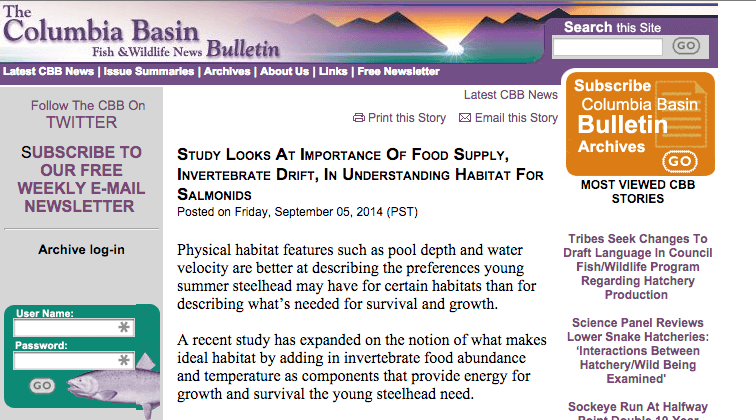 The
Columbia Basin
Fish & Wildlife News Bulletin
Search this Site
GO
Latest CBB News | Issue Summaries | Archives | About Us | Links | Free Newsletter
Follow The CBB On
TWITTER
SUBSCRIBE TO
OUR FREE
WEEKLY E-MAIL
NEWSLETTER
Archive log-in
User Name:
Password:
GO
Latest CBB News
Print this Story Email this Story
STUDY LOOKS AT IMPORTANCE OF FOOD SUPPLY,
INVERTEBRATE DRIFT, IN UNDERSTANDING HABITAT FOR
SALMONIDS
Posted on Friday, September 05, 2014 (PST)
Physical habitat features such as pool depth and water
velocity are better at describing the preferences young
summer steelhead may have for certain habitats than for
describing what’s needed for survival and growth.
A recent study has expanded on the notion of what makes
ideal habitat by adding in invertebrate food abundance
and temperature as components that provide energy for
growth and survival the young steelhead need.
Subscribe
Columbia Basin
Bulletin
Archives
GO
MOST VIEWED CBB
STORIES
Tribes Seek Changes To
Draft Language In Council
Fish/Wildlife Program
Regarding Hatchery
Production
Science Panel Reviews
Lower Snake Hatcheries:
‘Interactions Between
Hatchery/Wild Being
Examined'
Sockeye Run At Halfway
Point Double 10-Year